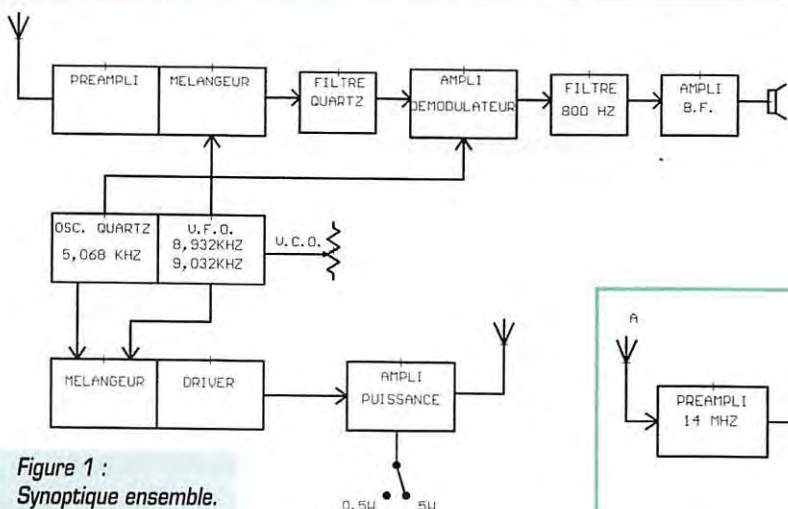 PREAMPLI
MELANGEUR
FILTRE
QUARTZ
AMPLI
DEMODULATEUR
FILTRE
800 HZ
AMPLI
B.F.
OSC. QUARTZ
5,068 KHZ
V.F.O.
8,932KHZ
9,032KHZ
V.C.O.
MELANGEUR
DRIVER
AMPLI
PUISSANCE
0.5W
5W
A
PREAMPLI
14 MHZ
Figure 1 :
Synoptique ensemble.